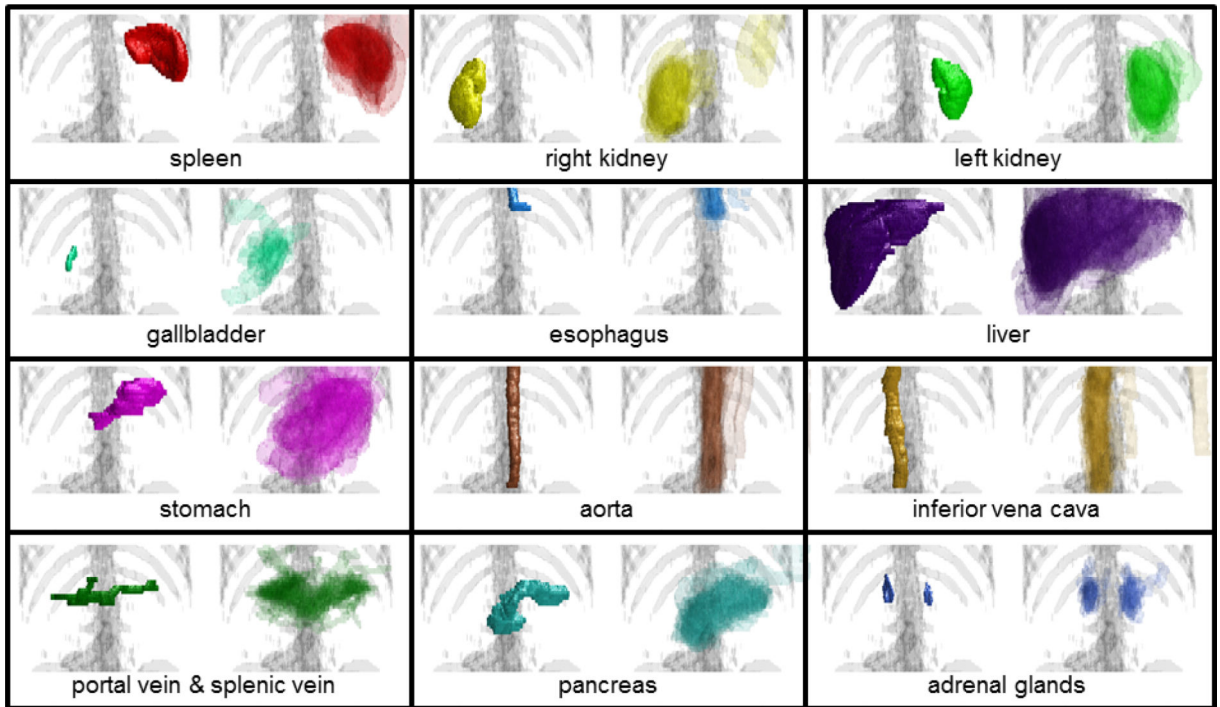 spleen
right kidney
left kidney
gallbladder
esophagus
liver
stomach
aorta
inferior vena cava
portal vein & splenic vein
pancreas
adrenal glands